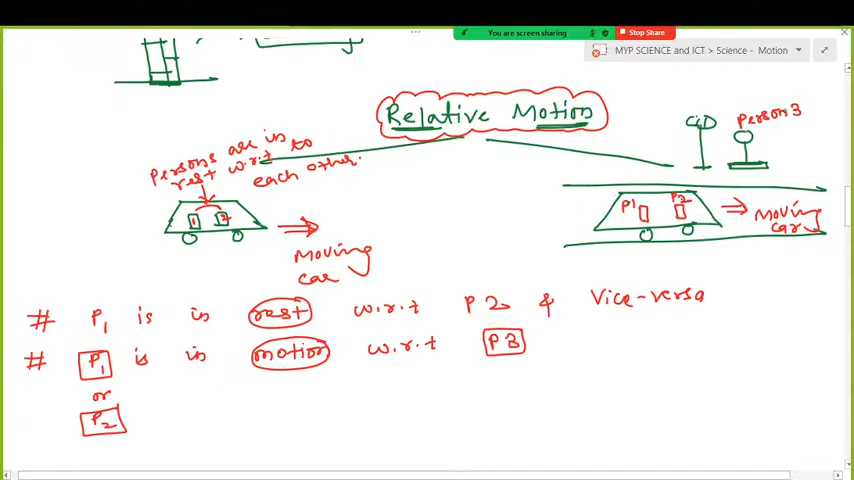 You are screen sharing
Stop Share
MYP SCIENCE and ICT > Science - Motion
Relative Motion
Person 3
Persons are in
rest w.r.t to
each other.
1 2
Moving
car
P1 P2
Moving
car
# P1 is in rest w.r.t P2 & Vice-versa
# P1 is in motion w.r.t P3
or
P2